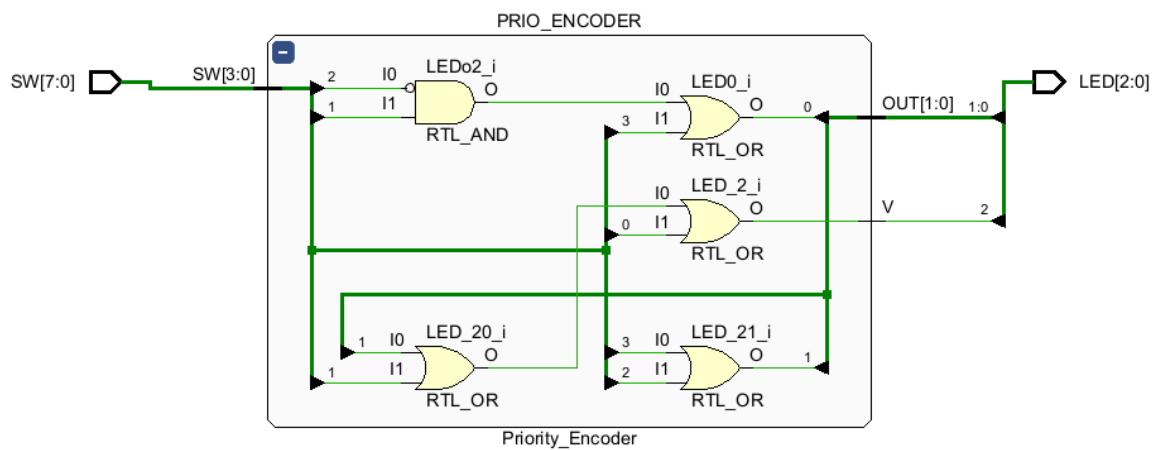 PRIO_ENCODER
SW[7:0]
SW[3:0]
2
I0
LEDo2_i
O
1
I1
RTL_AND
I0
LED0_i
O
0
3
I1
RTL_OR
OUT[1:0]
1:0
LED[2:0]
I0
LED_2_i
O
V
2
0
I1
RTL_OR
1
I0
LED_20_i
O
1
I1
RTL_OR
3
I0
LED_21_i
O
1
2
I1
RTL_OR
Priority_Encoder